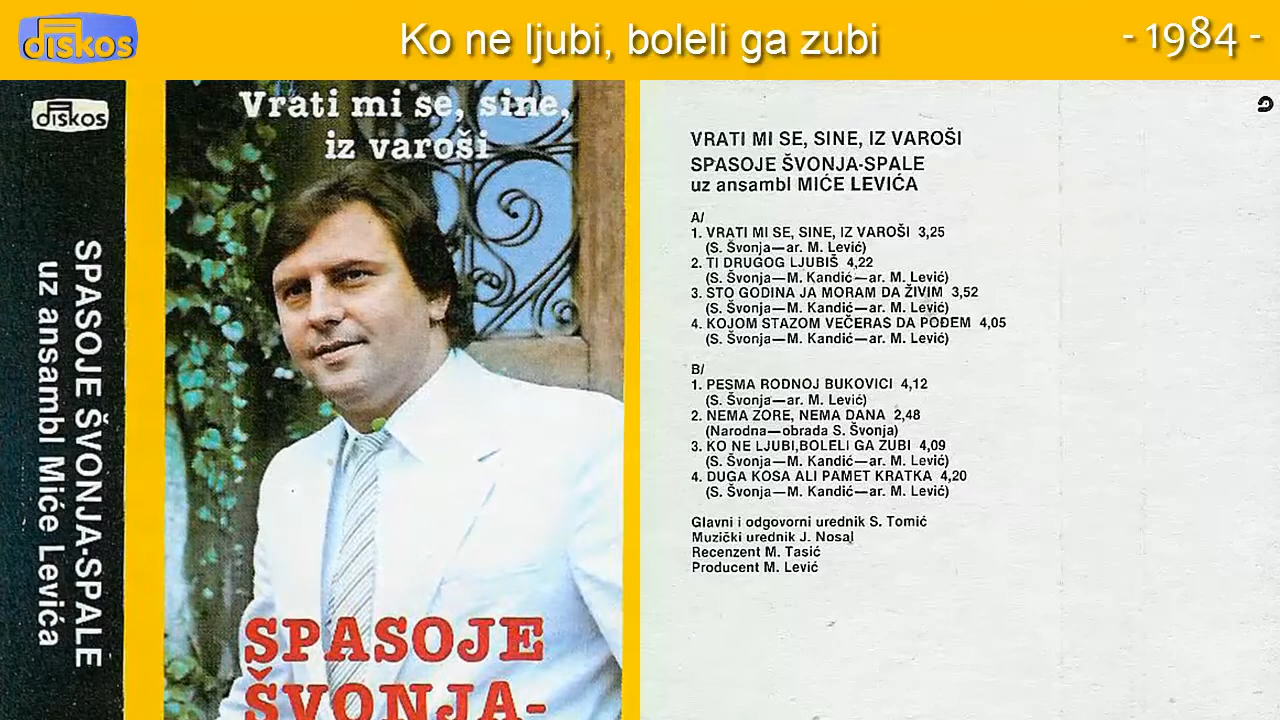 diskos
Ko ne ljubi, boleli ga zubi
- 1984 -
diskos
SPASOJE ŠVONJA-SPALE
uz ansambl Miće Levića
Vrati mi se, sine,
iz varoši
SPASOJE
ŠVONJA-
VRATI MI SE, SINE, IZ VAROŠI
SPASOJE ŠVONJA-SPALE
uz ansambl MIĆE LEVIĆA
A/
1. VRATI MI SE, SINE, IZ VAROŠI 3,25
(S. Švonja—ar. M. Lević)
2. TI DRUGOG LJUBIŠ 4,22
(S. Švonja—M. Kandić—ar. M. Lević)
3. STO GODINA JA MORAM DA ŽIVIM 3,52
(S. Švonja—M. Kandić—ar. M. Lević)
4. KOJOM STAZOM VEČERAS DA POĐEM 4,05
(S. Švonja—M. Kandić—ar. M. Lević)
B/
1. PESMA RODNOJ BUKOVICI 4,12
(S. Švonja—ar. M. Lević)
2. NEMA ZORE, NEMA DANA 2,48
(Narodna—obrada S. Švonja)
3. KO NE LJUBI,BOLELI GA ZUBI 4,09
(S. Švonja—M. Kandić—ar. M. Lević)
4. DUGA KOSA ALI PAMET KRATKA 4,20
(S. Švonja—M. Kandić—ar. M. Lević)
Glavni i odgovorni urednik S. Tomić
Muzički urednik J. Nosal
Recenzent M. Tasić
Producent M. Lević